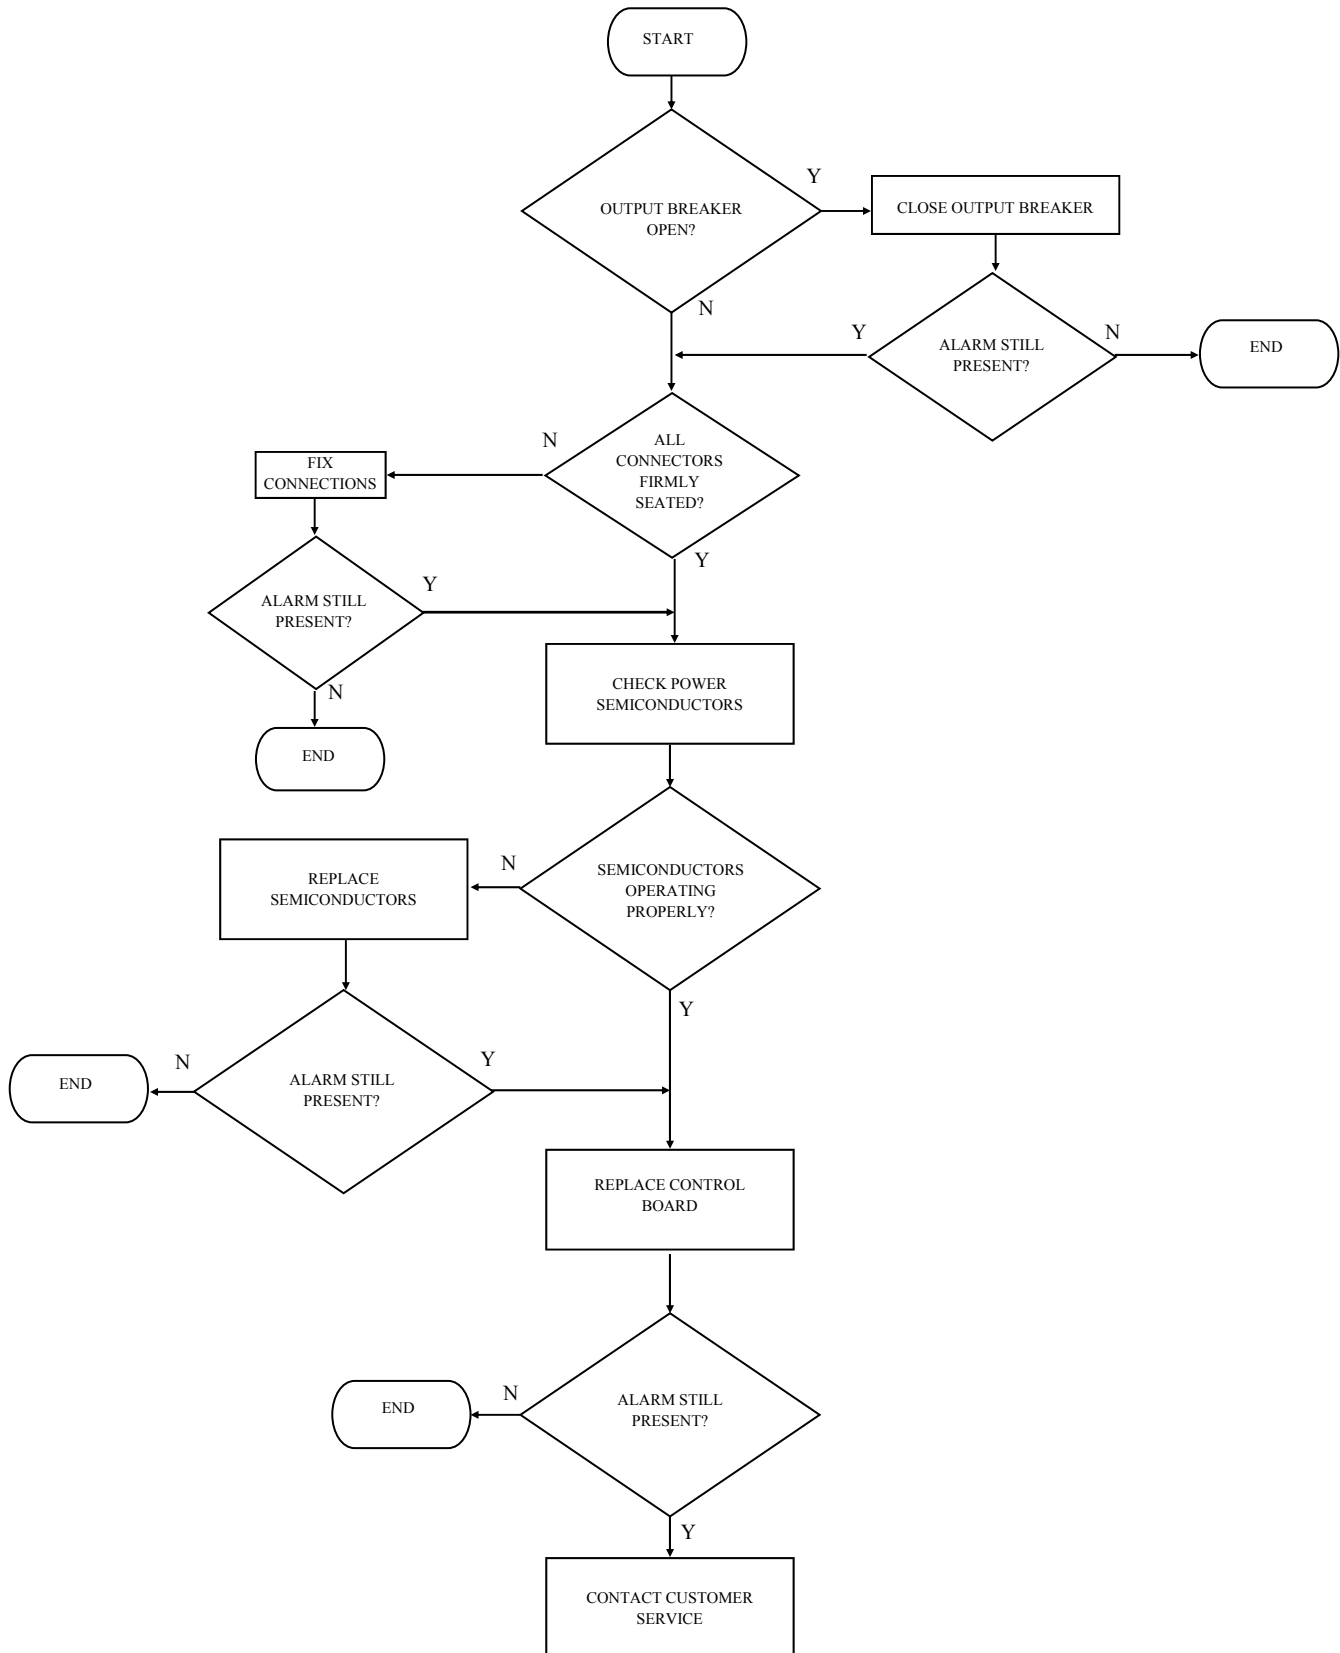 START
Y
OUTPUT BREAKER
OPEN?
CLOSE OUTPUT BREAKER
N
Y
ALARM STILL
PRESENT?
N
END
N
ALL
CONNECTORS
FIRMLY
SEATED?
FIX
CONNECTIONS
Y
Y
ALARM STILL
PRESENT?
N
CHECK POWER
SEMICONDUCTORS
END
N
SEMICONDUCTORS
OPERATING
PROPERLY?
REPLACE
SEMICONDUCTORS
Y
N
Y
END
ALARM STILL
PRESENT?
REPLACE CONTROL
BOARD
N
ALARM STILL
PRESENT?
END
Y
CONTACT CUSTOMER
SERVICE